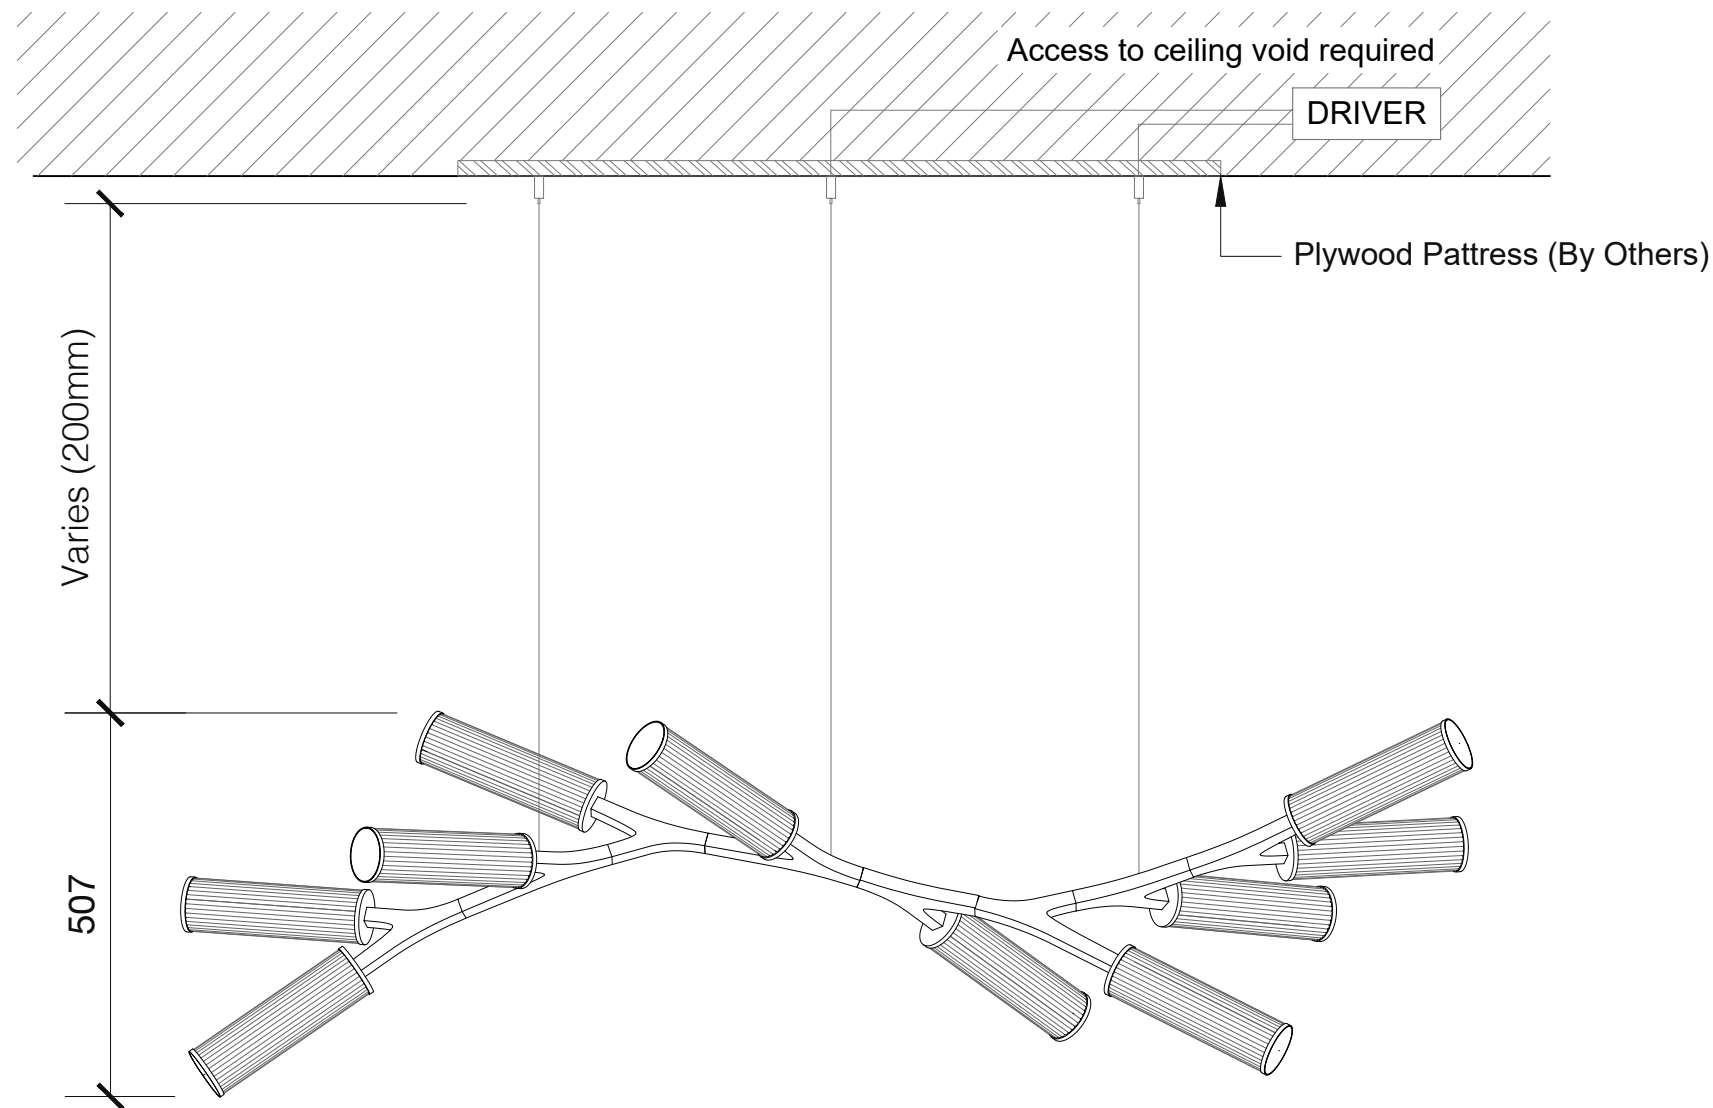 Access to ceiling void required
DRIVER
Plywood Pattress (By Others)
Varies (200mm)
507